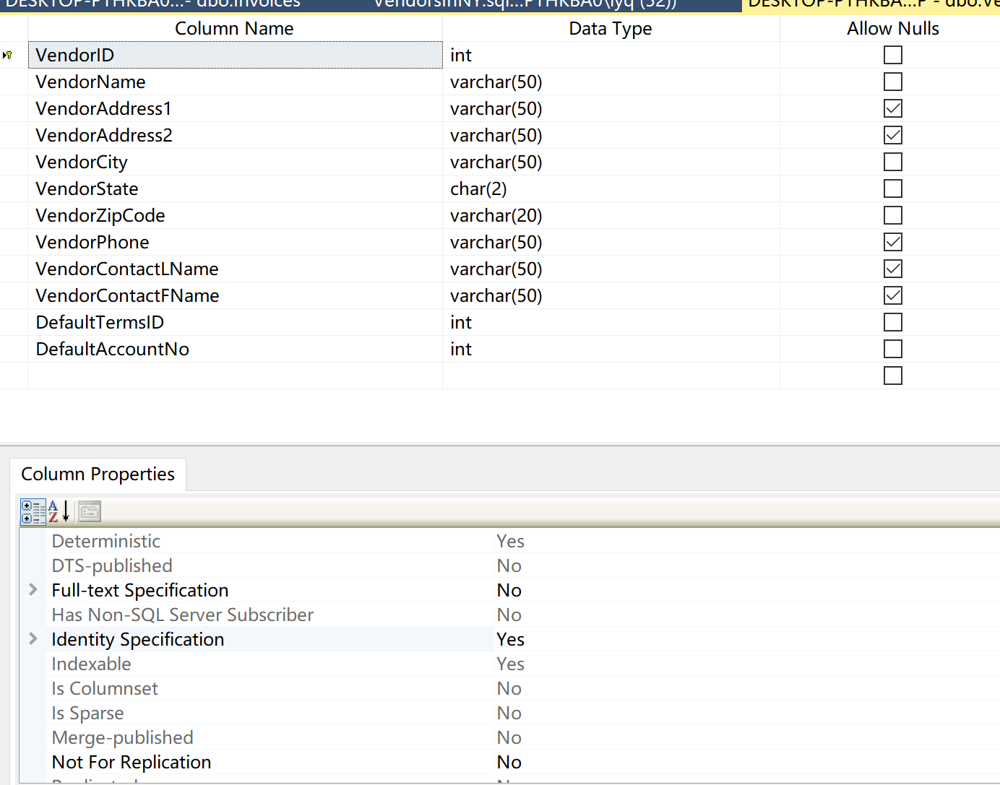 DESKTOP-PTHKBA0...- dbo.Invoices VendorsInNY.sql...PTHKBA0\lyq (52)) DESKTOP-PTHKBA...P - dbo.Ve
Column Name Data Type Allow Nulls
VendorID int
VendorName varchar(50)
VendorAddress1 varchar(50)
VendorAddress2 varchar(50)
VendorCity varchar(50)
VendorState char(2)
VendorZipCode varchar(20)
VendorPhone varchar(50)
VendorContactLName varchar(50)
VendorContactFName varchar(50)
DefaultTermsID int
DefaultAccountNo int
Column Properties
Deterministic Yes
DTS-published No
Full-text Specification No
Has Non-SQL Server Subscriber No
Identity Specification Yes
Indexable Yes
Is Columnset No
Is Sparse No
Merge-published No
Not For Replication No